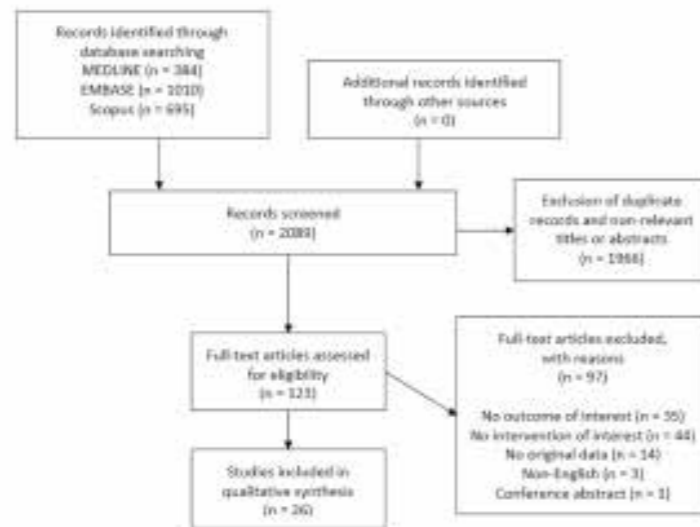 Records identified through
database searching
MEDLINE (n = 384)
EMBASE (n = 1010)
Scopus (n = 695)
Additional records identified
through other sources
(n = 0)
Records screened
(n = 2089)
Exclusion of duplicate
records and non-relevant
titles or abstracts
(n = 1966)
Full-text articles assessed
for eligibility
(n = 123)
Full-text articles excluded,
with reasons
(n = 97)
No outcome of interest (n = 35)
No intervention of interest (n = 44)
No original data (n = 14)
Non-English (n = 3)
Conference abstract (n = 1)
Studies included in
qualitative synthesis
(n = 26)